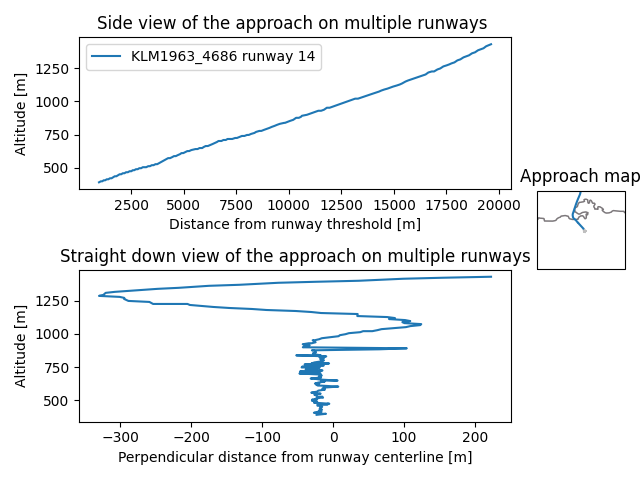 Side view of the approach on multiple runways
KLM1963_4686 runway 14
Altitude [m]
1250
1000
750
500
2500 5000 7500 10000 12500 15000 17500 20000
Distance from runway threshold [m]
Approach map
Straight down view of the approach on multiple runways
Altitude [m]
1250
1000
750
500
−300 −200 −100 0 100 200
Perpendicular distance from runway centerline [m]